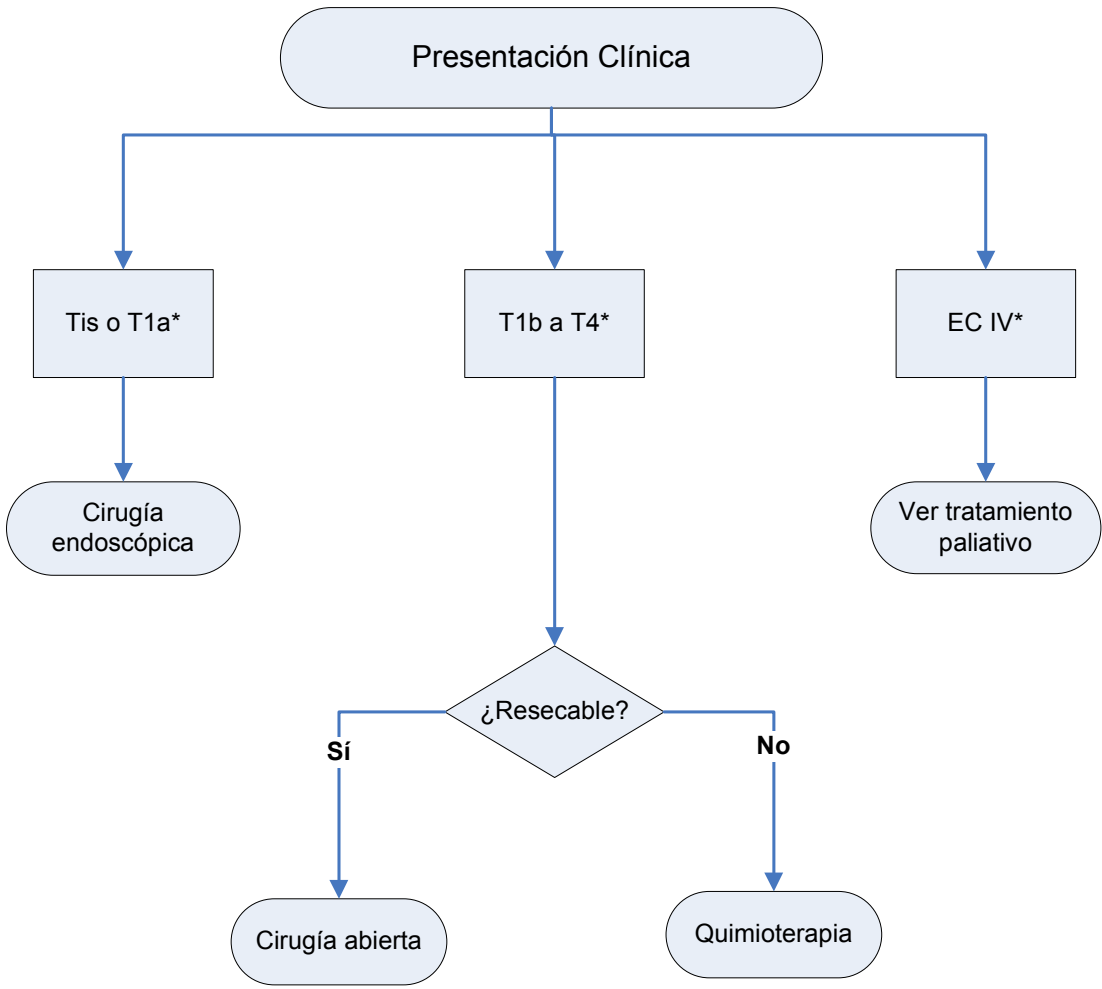 Presentación Clínica
Tis o T1a*
T1b a T4*
EC IV*
Cirugía
endoscópica
Ver tratamiento
paliativo
¿Resecable?
Sí
No
Cirugía abierta
Quimioterapia